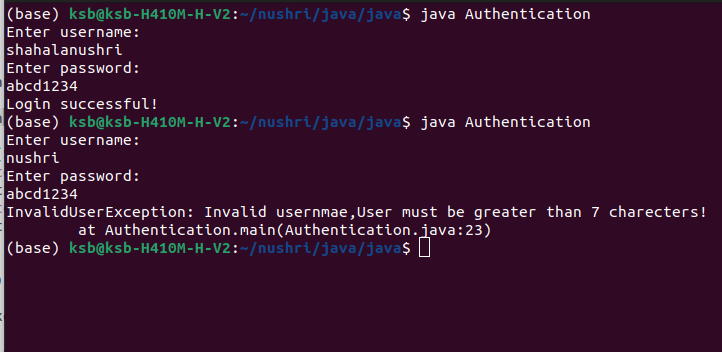 (base) ksb@ksb-H410M-H-V2:~/nushri/java/java$ java Authentication
Enter username:
shahalanushri
Enter password:
abcd1234
Login successful!
(base) ksb@ksb-H410M-H-V2:~/nushri/java/java$ java Authentication
Enter username:
nushri
Enter password:
abcd1234
InvalidUserException: Invalid usernmae,User must be greater than 7 charecters!
        at Authentication.main(Authentication.java:23)
(base) ksb@ksb-H410M-H-V2:~/nushri/java/java$